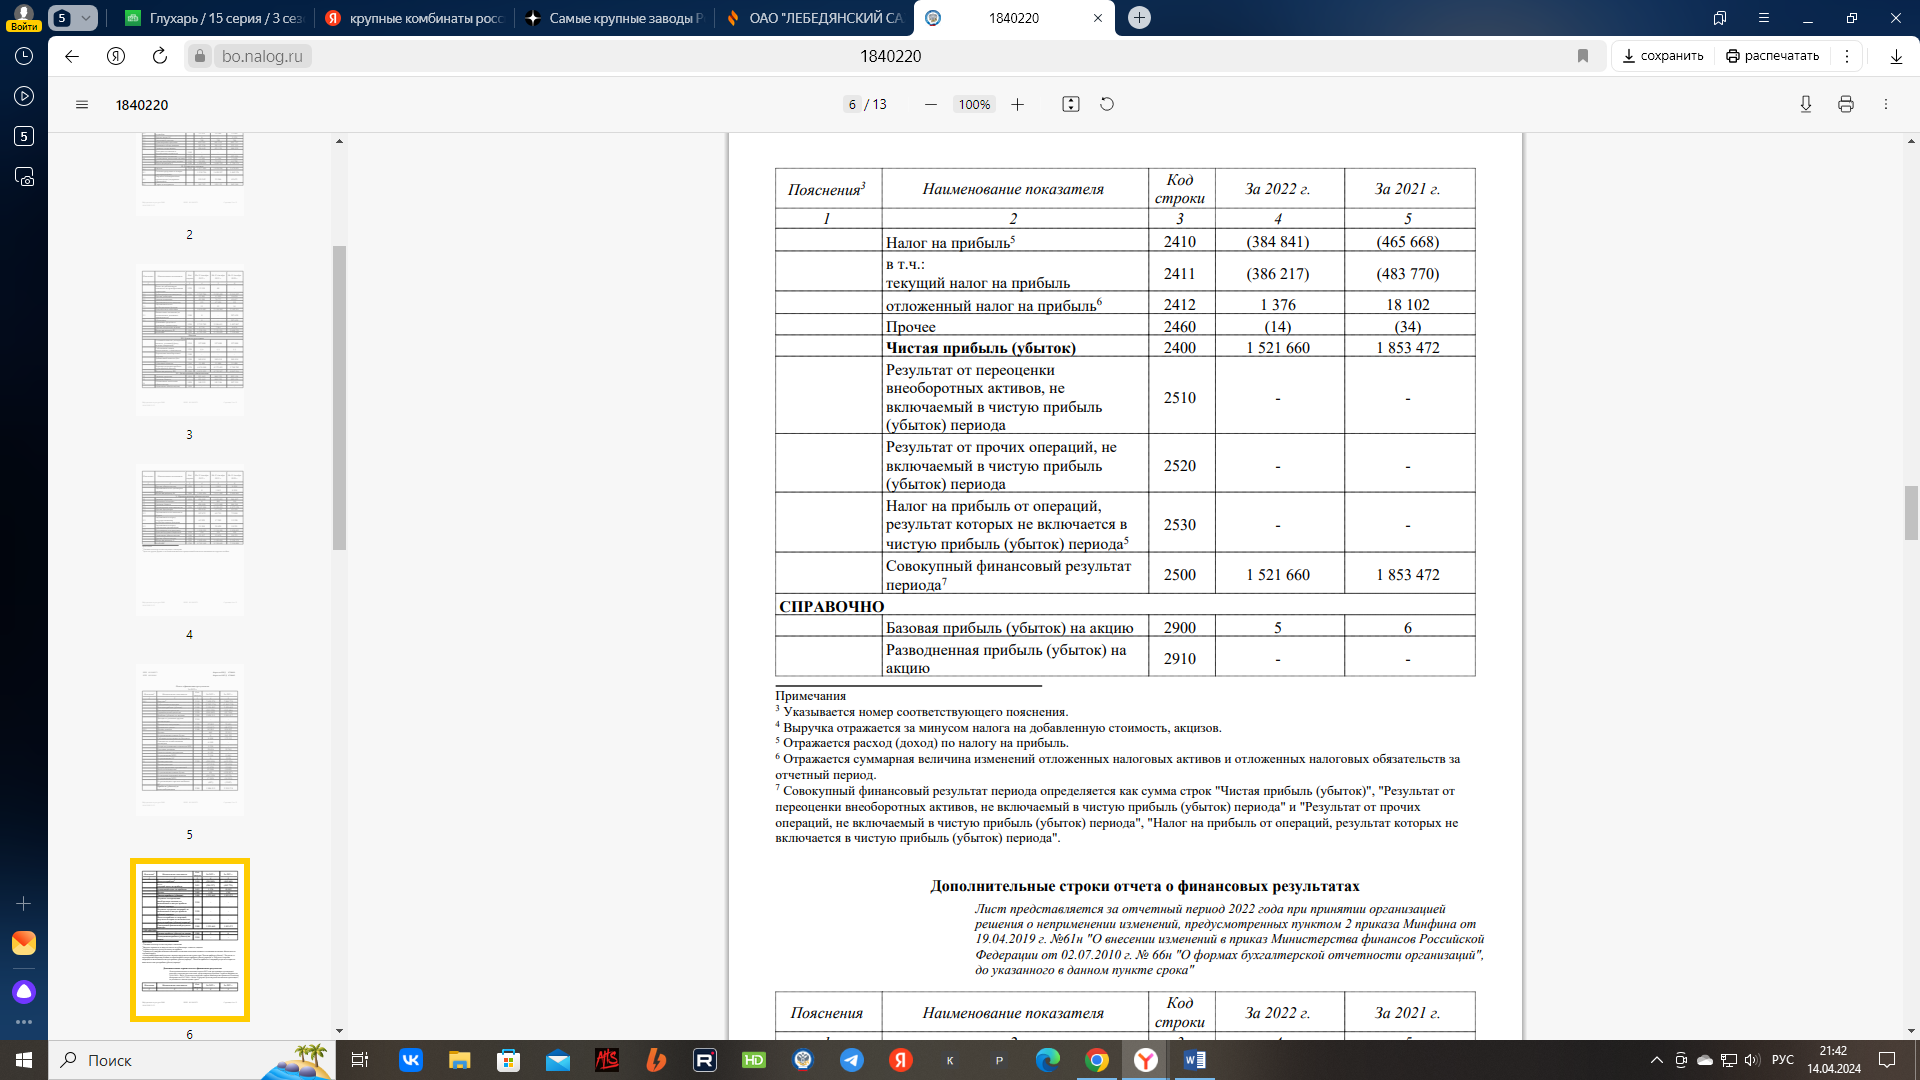 Войти
5
Глухарь / 15 серия / 3 сез
крупные комбинаты росс
Самые крупные заводы Р
ОАО "ЛЕБЕДЯНСКИЙ СА
1840220
bo.nalog.ru
1840220
сохранить
распечатать
5
1840220
6 / 13
100%
2
3
4
5
6
Пояснения3 Наименование показателя Код строки За 2022 г. За 2021 г.
1 2 3 4 5
Налог на прибыль5 2410 (384 841) (465 668)
в т.ч.:
текущий налог на прибыль 2411 (386 217) (483 770)
отложенный налог на прибыль6 2412 1 376 18 102
Прочее 2460 (14) (34)
Чистая прибыль (убыток) 2400 1 521 660 1 853 472
Результат от переоценки
внеоборотных активов, не
включаемый в чистую прибыль
(убыток) периода 2510 - -
Результат от прочих операций, не
включаемый в чистую прибыль
(убыток) периода 2520 - -
Налог на прибыль от операций,
результат которых не включается в
чистую прибыль (убыток) периода5 2530 - -
Совокупный финансовый результат
периода7 2500 1 521 660 1 853 472
СПРАВОЧНО
Базовая прибыль (убыток) на акцию 2900 5 6
Разводненная прибыль (убыток) на
акцию 2910 - -
Примечания
3 Указывается номер соответствующего пояснения.
4 Выручка отражается за минусом налога на добавленную стоимость, акцизов.
5 Отражается расход (доход) по налогу на прибыль.
6 Отражается суммарная величина изменений отложенных налоговых активов и отложенных налоговых обязательств за
отчетный период.
7 Совокупный финансовый результат периода определяется как сумма строк "Чистая прибыль (убыток)", "Результат от
переоценки внеоборотных активов, не включаемый в чистую прибыль (убыток) периода" и "Результат от прочих
операций, не включаемый в чистую прибыль (убыток) периода", "Налог на прибыль от операций, результат которых не
включается в чистую прибыль (убыток) периода".
Дополнительные строки отчета о финансовых результатах
Лист представляется за отчетный период 2022 года при принятии организацией
решения о неприменении изменений, предусмотренных пунктом 2 приказа Минфина от
19.04.2019 г. №61н "О внесении изменений в приказ Министерства финансов Российской
Федерации от 02.07.2010 г. № 66н "О формах бухгалтерской отчетности организаций",
до указанного в данном пункте срока"
Пояснения Наименование показателя Код строки За 2022 г. За 2021 г.
Поиск
HD
К
Р
РУС
21:42
14.04.2024